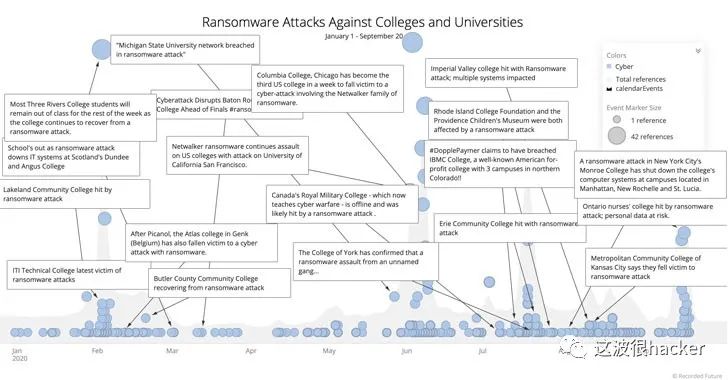 Ransomware Attacks Against Colleges and Universities
January 1 - September 20
"Michigan State University network breached
in ransomware attack"
Columbia College, Chicago has become the
third US college in a week to fall victim to a
cyber-attack involving the Netwalker family of
ransomware.
Imperial Valley college hit with Ransomware
attack; multiple systems impacted
Colors
Cyber
Total references
calendarEvents
Event Marker Size
1 reference
42 references
Most Three Rivers College students will
remain out of class for the rest of the week as
the college continues to recover from a
ransomware attack.
Cyberattack Disrupts Baton Rou
College Ahead of Finals #ransom
Rhode Island College Foundation and the
Providence Children's Museum were both
affected by a ransomware attack
School's out as ransomware attack
downs IT systems at Scotland's Dundee
and Angus College
Netwalker ransomware continues assault
on US colleges with attack on University of
California San Francisco.
#DopplePaymer claims to have breached
IBMC College, a well-known American for-
profit college with 3 campuses in northern
Colorado!!
A ransomware attack in New York City's
Monroe College has shut down the college's
computer systems at campuses located in
Manhattan, New Rochelle and St. Lucia.
Lakeland Community College hit by
ransomware attack
Canada's Royal Military College - which now
teaches cyber warfare - is offline and was
likely hit by a ransomware attack .
Ontario nurses' college hit by ransomware
attack; personal data at risk.
Erie Community College hit with ransomware
attack
After Picanol, the Atlas college in Genk
(Belgium) has also fallen victim to a cyber
attack with ransomware.
The College of York has confirmed that a
ransomware assault from an unnamed
gang...
Metropolitan Community College of
Kansas City says they fell victim to
ransomware attack
ITI Technical College latest victim of
ransomware attacks
Butler County Community College
recovering from ransomware attack
Jan
2020
Feb
Mar
Apr
May
Jun
Jul
这波很hacker
© Recorded Future